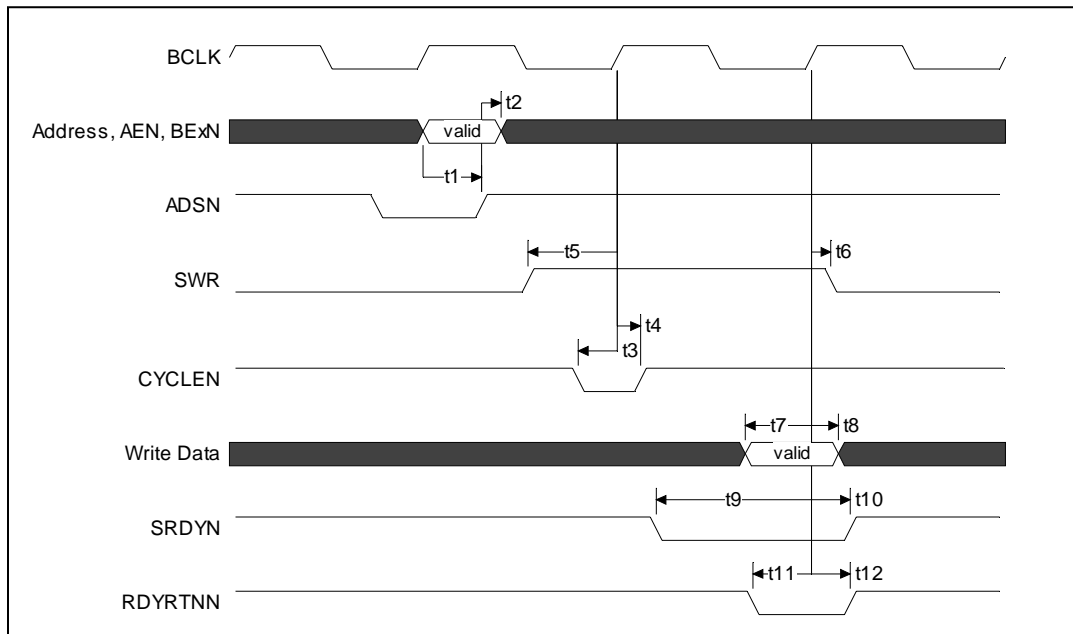 BCLK
t2
Address, AEN, BExN
valid
t1
ADSN
t5
t6
SWR
t4
t3
CYCLEN
t7
t8
Write Data
valid
t9
t10
SRDYN
t11
t12
RDYRTNN